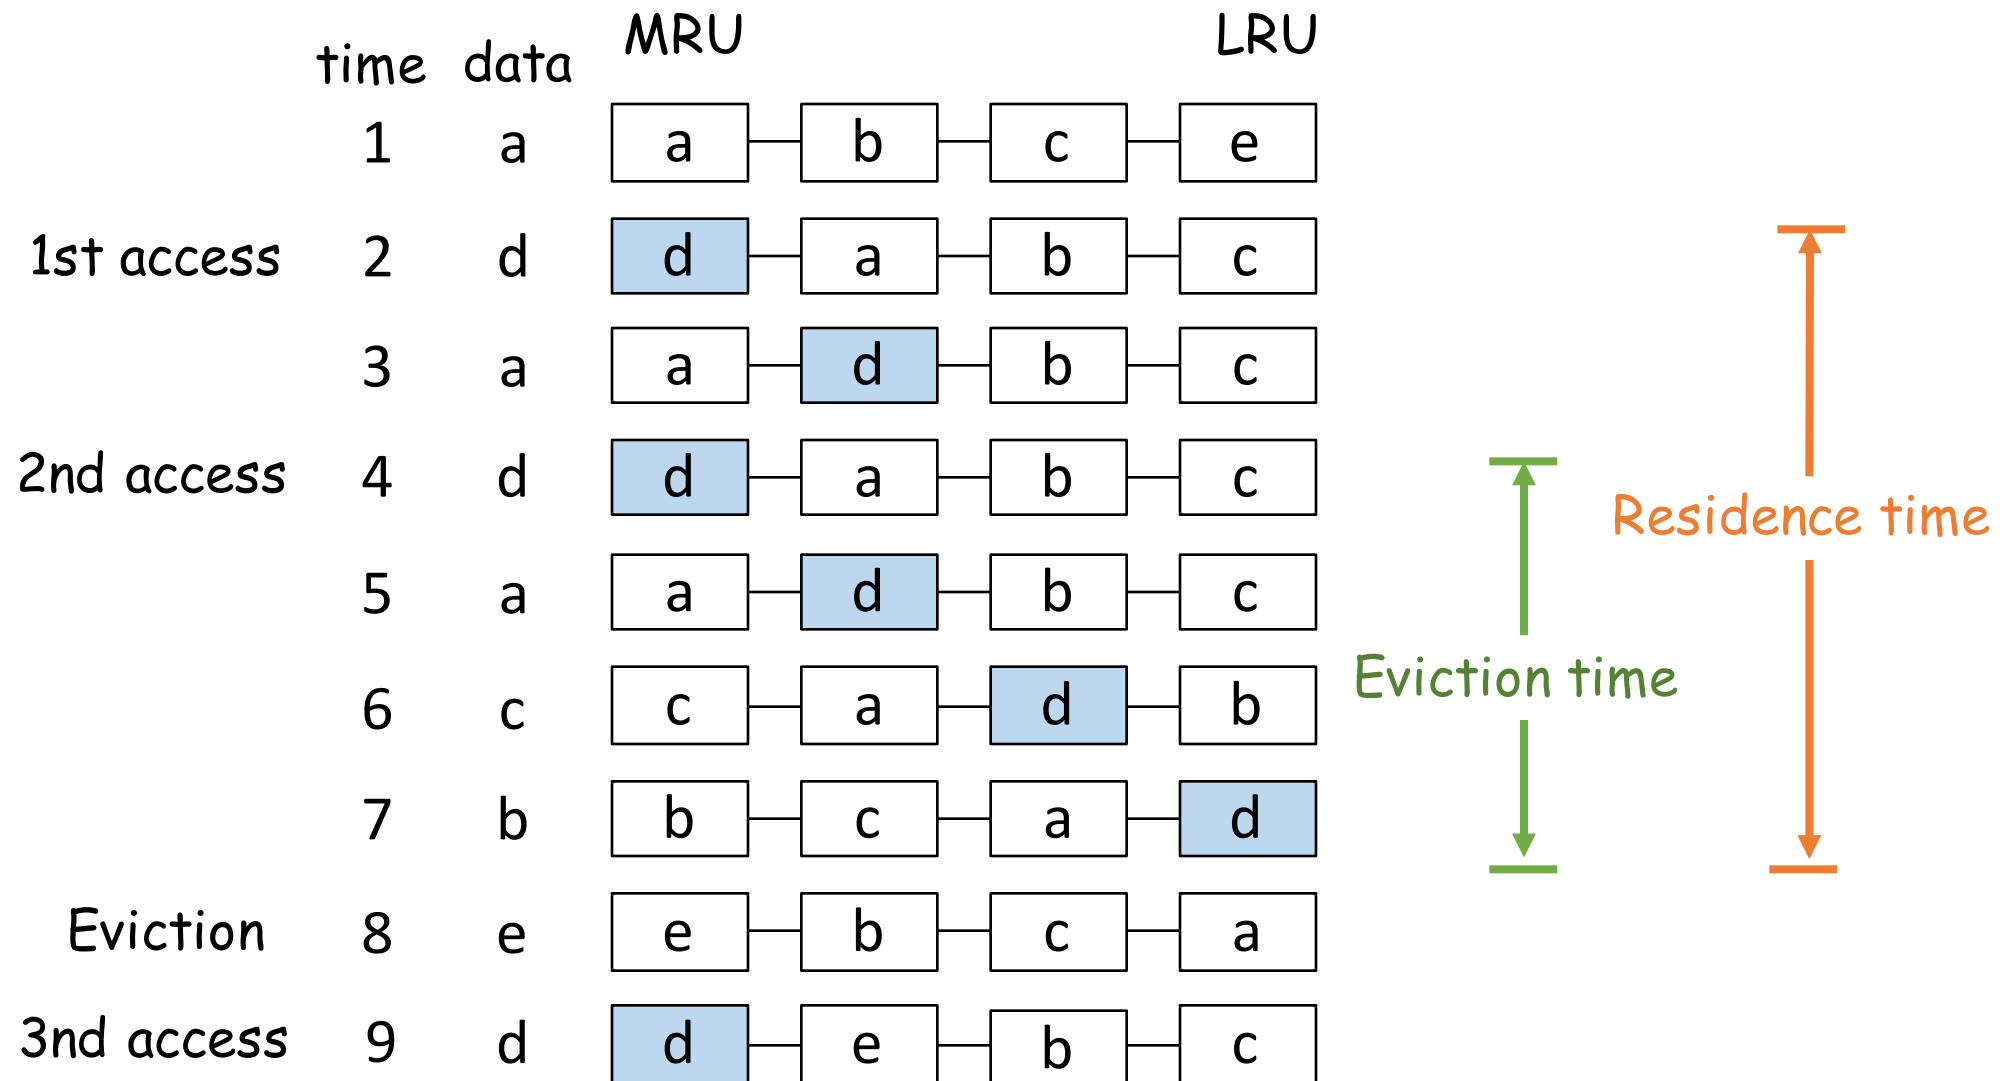 time data MRU LRU
1 a a b c e
1st access 2 d d a b c
3 a a d b c
2nd access 4 d d a b c
Residence time
5 a a d b c
Eviction time
6 c c a d b
7 b b c a d
Eviction 8 e e b c a
3nd access 9 d d e b c